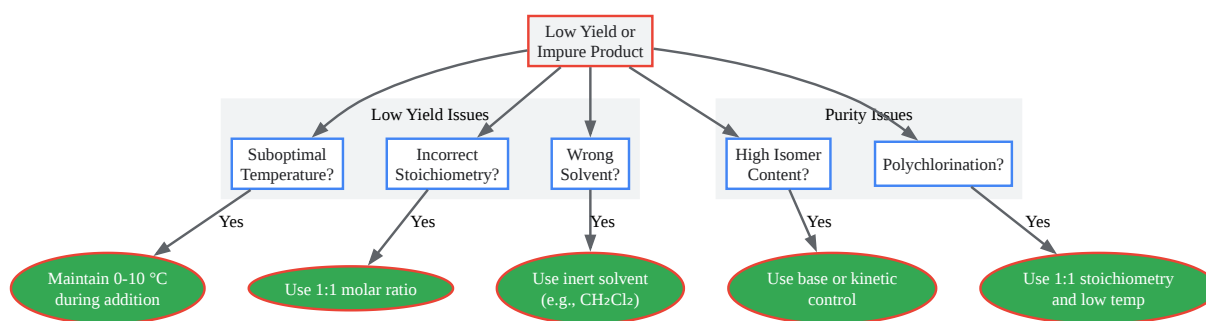 Low Yield or
Impure Product
Low Yield Issues
Purity Issues
Suboptimal
Temperature?
Incorrect
Stoichiometry?
Wrong
Solvent?
High Isomer
Content?
Polychlorination?
Yes
Yes
Yes
Yes
Yes
Maintain 0-10 °C
during addition
Use 1:1 molar ratio
Use inert solvent
(e.g., CH₂Cl₂)
Use base or kinetic
control
Use 1:1 stoichiometry
and low temp